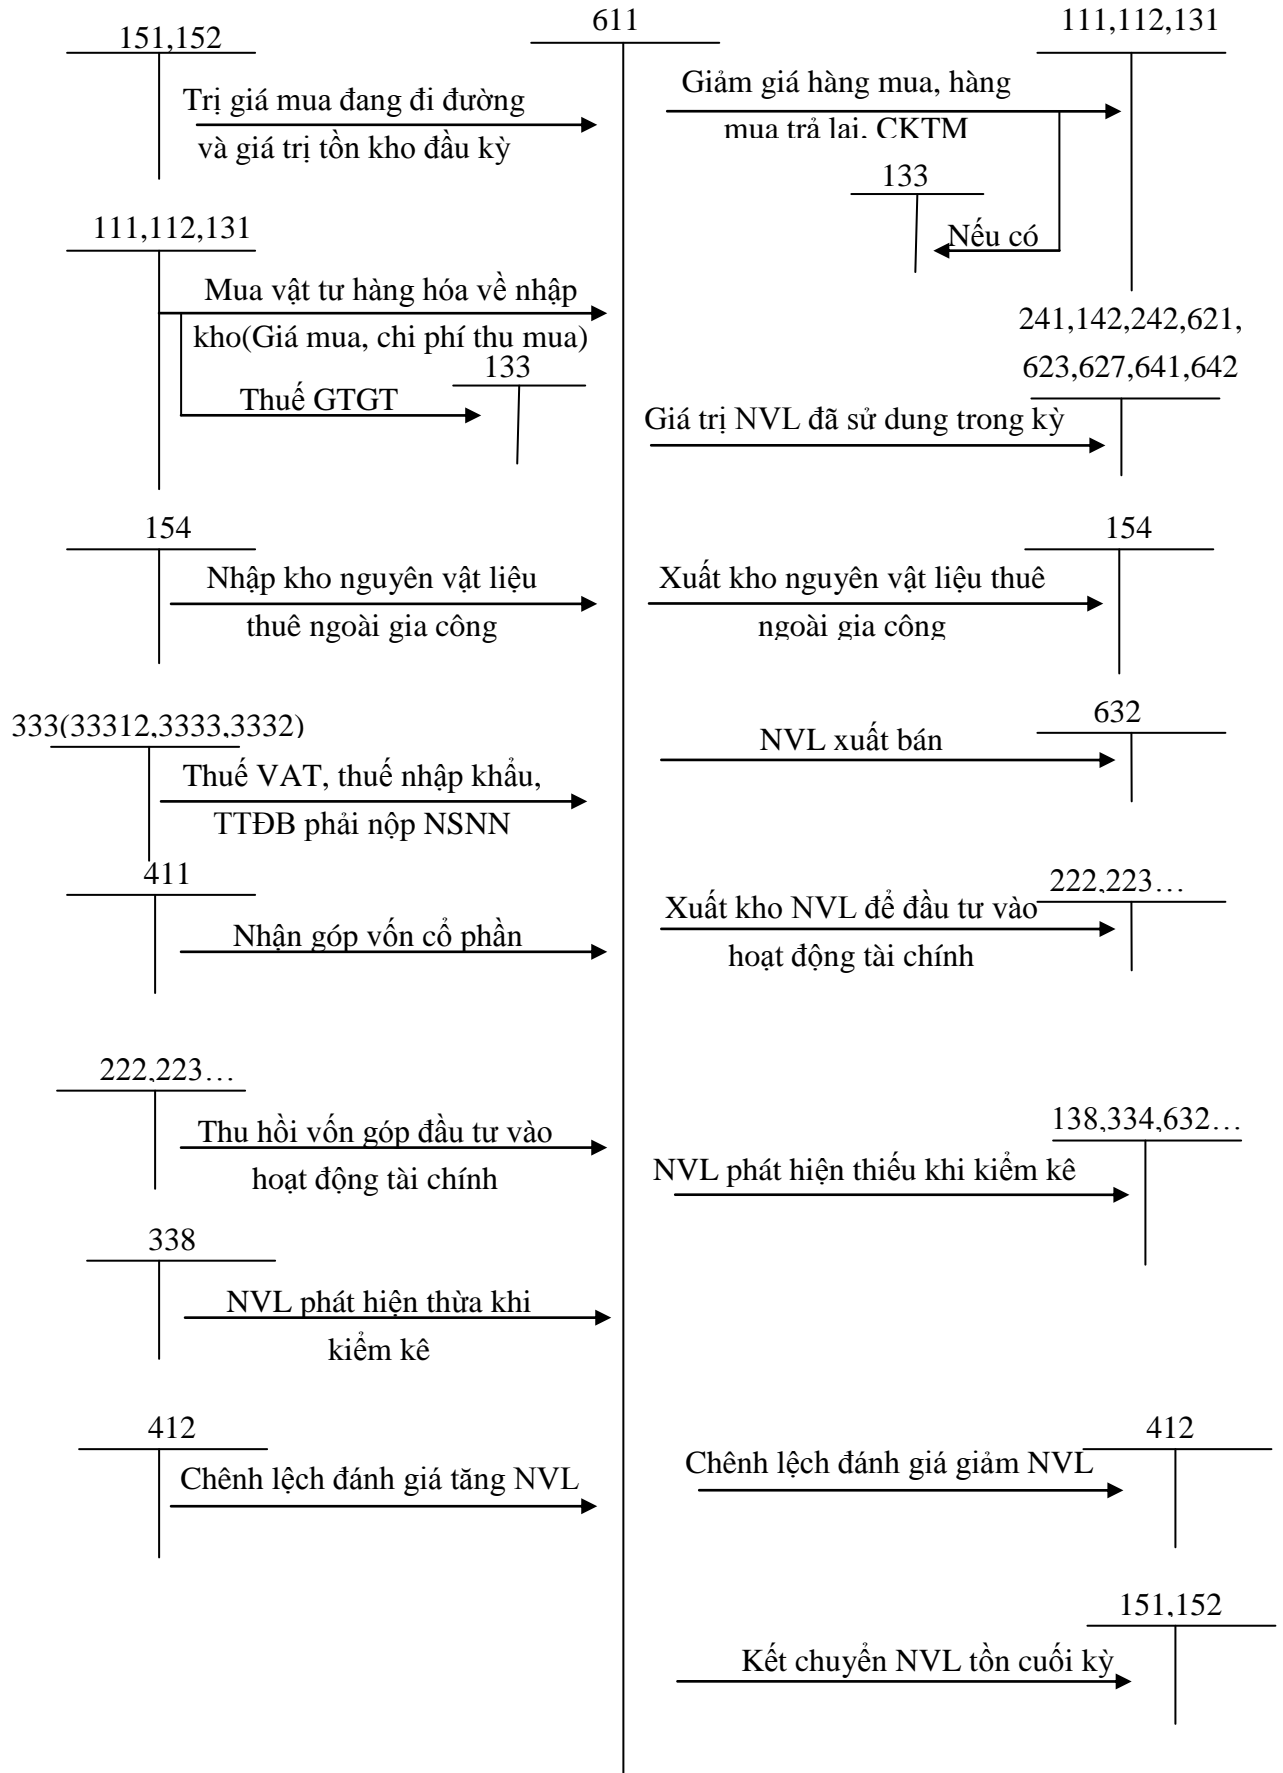 611
151,152
Trị giá mua đang đi đường
và giá trị tồn kho đầu kỳ
111,112,131
Mua vật tư hàng hóa về nhập
kho(Giá mua, chi phí thu mua)
133
Thuế GTGT
154
Nhập kho nguyên vật liệu
thuê ngoài gia công
333(33312,3333,3332)
Thuế VAT, thuế nhập khẩu,
TTĐB phải nộp NSNN
411
Nhận góp vốn cổ phần
222,223…
Thu hồi vốn góp đầu tư vào
hoạt động tài chính
338
NVL phát hiện thừa khi
kiểm kê
412
Chênh lệch đánh giá tăng NVL
111,112,131
Giảm giá hàng mua, hàng
mua trả lại, CKTM
133
Nếu có
241,142,242,621,
623,627,641,642
Giá trị NVL đã sử dung trong kỳ
154
Xuất kho nguyên vật liệu thuê
ngoài gia công
632
NVL xuất bán
222,223…
Xuất kho NVL để đầu tư vào
hoạt động tài chính
138,334,632…
NVL phát hiện thiếu khi kiểm kê
412
Chênh lệch đánh giá giảm NVL
151,152
Kết chuyển NVL tồn cuối kỳ